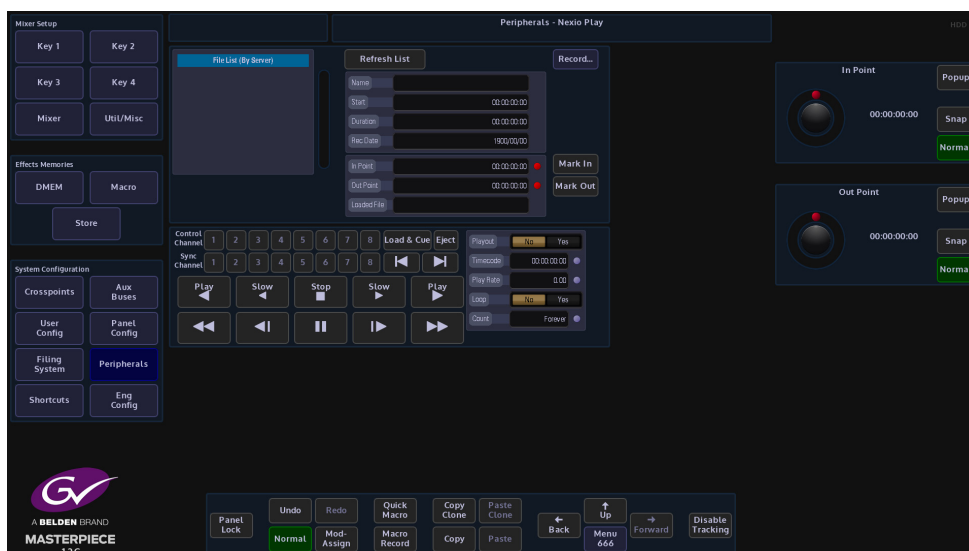 Mixer Setup
Key 1
Key 2
Key 3
Key 4
Mixer
Util/Misc
Effects Memories
DMEM
Macro
Store
System Configuration
Crosspoints
Aux
Buses
User
Config
Panel
Config
Filing
System
Peripherals
Shortcuts
Eng
Config
A BELDEN BRAND
MASTERPIECE
Peripherals - Nexio Play
HDD
File List (By Server)
Refresh List
Record...
Name
Start 00:00:00:00
Duration 00:00:00:00
Rec Date 1900/00/00
In Point 00:00:00:00
Mark In
Out Point 00:00:00:00
Mark Out
Loaded File
Control
Channel 1 2 3 4 5 6 7 8 Load & Cue Eject
Sync
Channel 1 2 3 4 5 6 7 8
Play
Slow
Stop
Slow
Play
Playout No Yes
Timecode 00:00:00:00
Play Rate 0.00
Loop No Yes
Count Forever
In Point
00:00:00:00
Popup
Snap
Norma
Out Point
00:00:00:00
Popup
Snap
Norma
Panel
Lock
Undo
Redo
Normal
Mod-
Assign
Quick
Macro
Macro
Record
Copy
Clone
Paste
Clone
Copy
Paste
Back
Up
Menu
666
Forward
Disable
Tracking